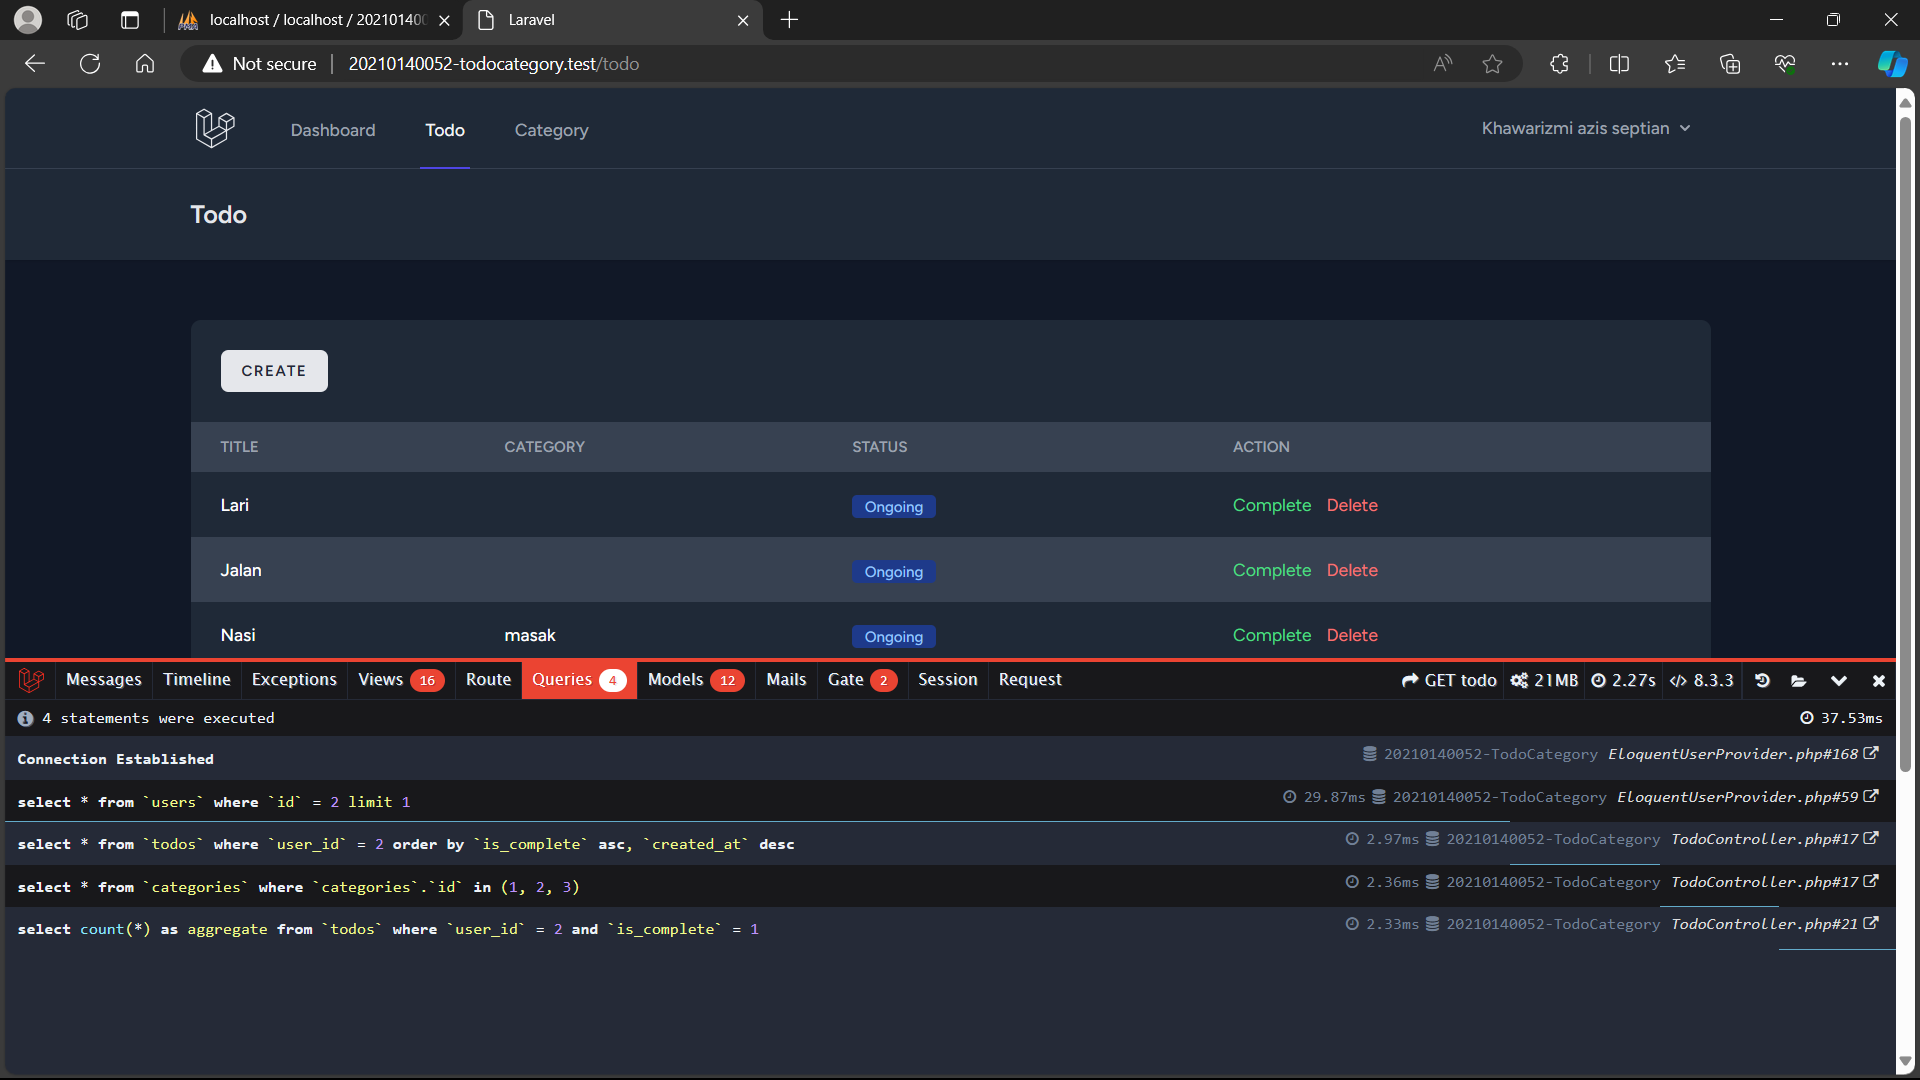 localhost / localhost / 202101400
Laravel
Not secure
20210140052-todocategory.test/todo
Dashboard
Todo
Category
Khawarizmi azis septian
Todo
CREATE
TITLE CATEGORY STATUS ACTION
Lari Ongoing Complete Delete
Jalan Ongoing Complete Delete
Nasi masak Ongoing Complete Delete
Messages Timeline Exceptions Views 16 Route Queries 4 Models 12 Mails Gate 2 Session Request GET todo 21MB 2.27s 8.3.3
4 statements were executed 37.53ms
Connection Established 20210140052-TodoCategory EloquentUserProvider.php#168
select * from `users` where `id` = 2 limit 1 29.87ms 20210140052-TodoCategory EloquentUserProvider.php#59
select * from `todos` where `user_id` = 2 order by `is_complete` asc, `created_at` desc 2.97ms 20210140052-TodoCategory TodoController.php#17
select * from `categories` where `categories`.`id` in (1, 2, 3) 2.36ms 20210140052-TodoCategory TodoController.php#17
select count(*) as aggregate from `todos` where `user_id` = 2 and `is_complete` = 1 2.33ms 20210140052-TodoCategory TodoController.php#21